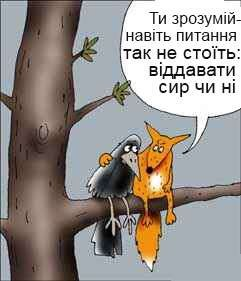 Ти зрозумій-
навіть питання
так не стоїть:
віддавати
сир чи ні